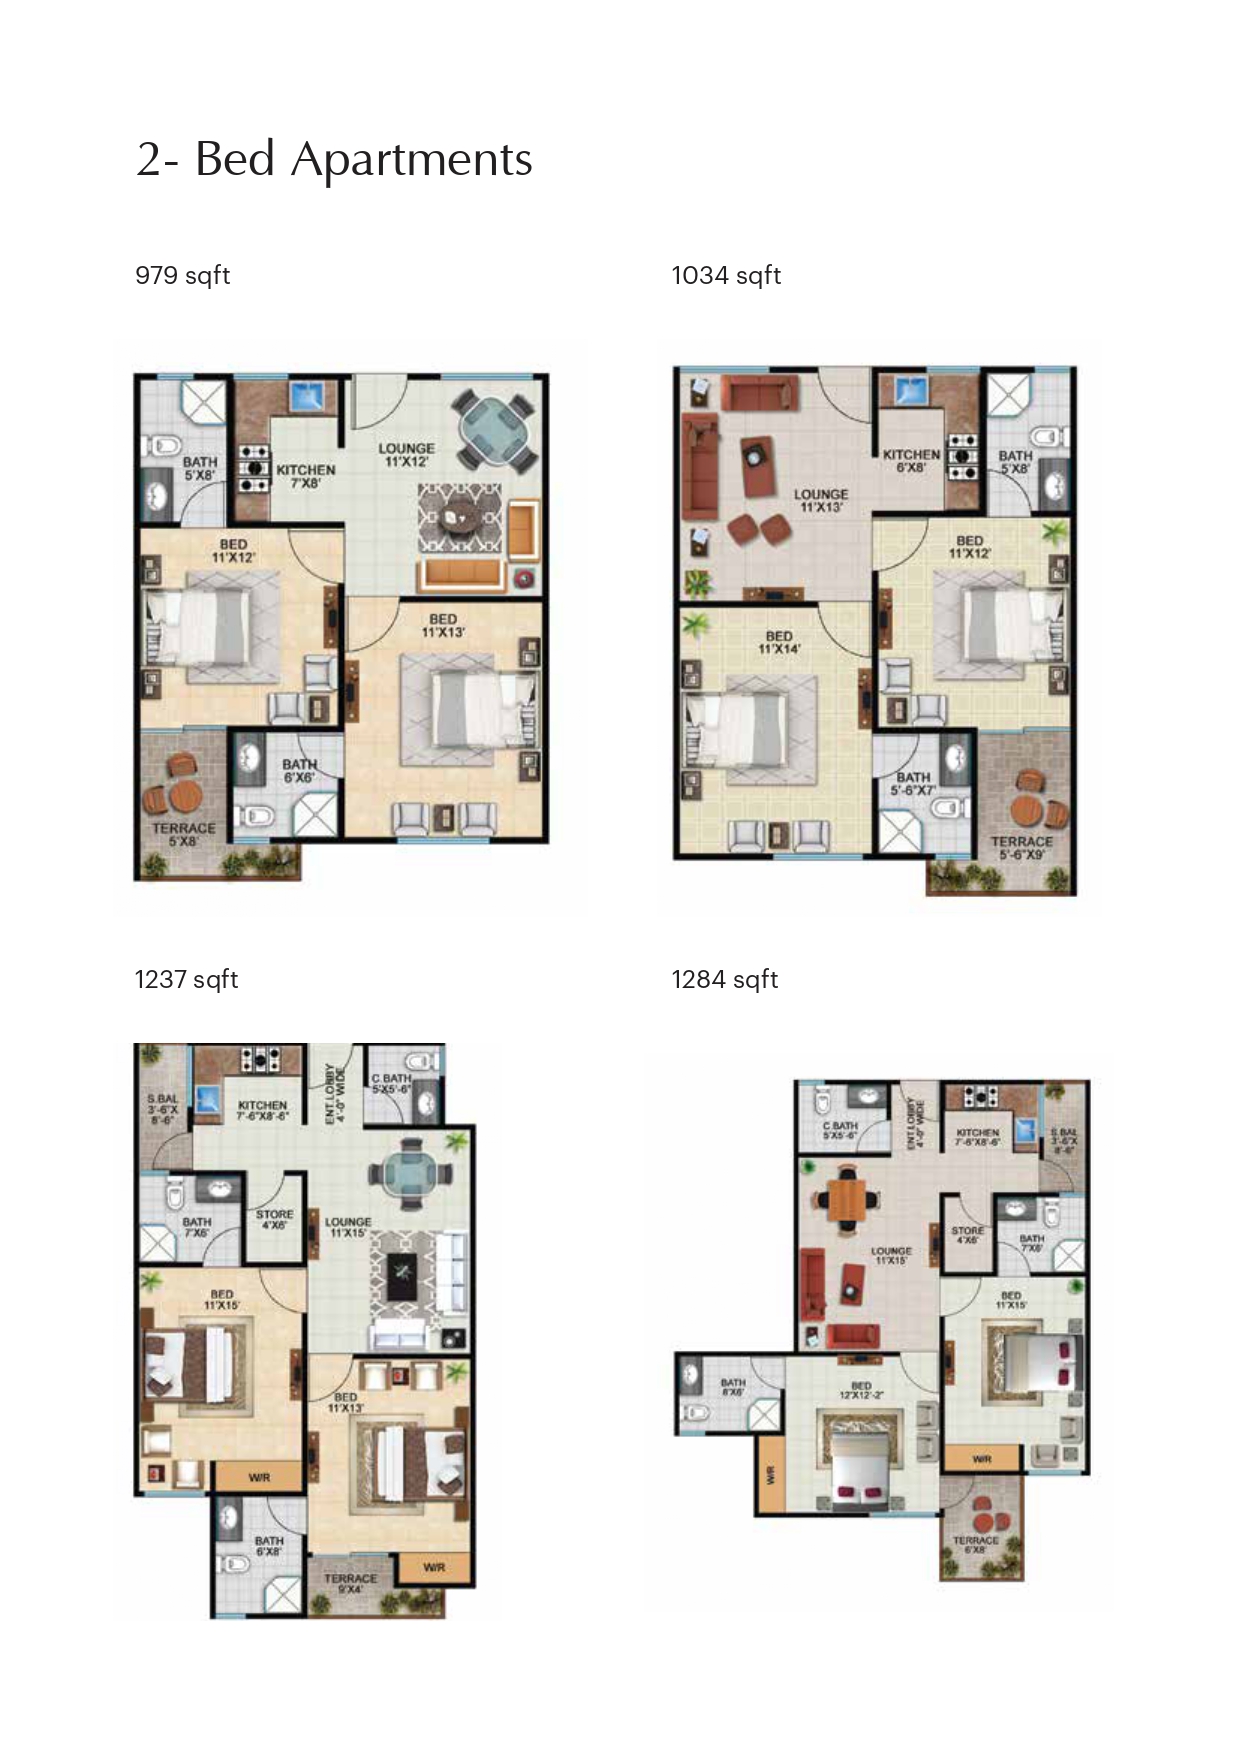 2- Bed Apartments
979 sqft
1034 sqft
BATH
5'X8'
KITCHEN
7'X8'
LOUNGE
11'X12'
BED
11'X12'
BED
11'X13'
BATH
6'X6'
TERRACE
5'X8'
LOUNGE
11'X13'
KITCHEN
6'X8'
BATH
5'X8'
BED
11'X12'
BED
11'X14'
BATH
5'-6"X7'
TERRACE
5'-6"X9'
1237 sqft
1284 sqft
S.BAL
3'-6"X
8'-6"
KITCHEN
7'-6"X8'-6"
ENT.LOBBY
4'-0" WIDE
C.BATH
5'X5'-6"
BATH
7'X6'
STORE
4'X6'
LOUNGE
11'X15'
BED
11'X15'
BED
11'X13'
W/R
BATH
6'X8'
TERRACE
9'X4'
W/R
C.BATH
5'X5'-6"
ENT.LOBBY
4'-0" WIDE
KITCHEN
7'-6"X8'-6"
S.BAL
3'-6"X
8'-6"
LOUNGE
11'X15'
STORE
4'X6'
BATH
7'X6'
BED
11'X15'
BATH
8'X6'
BED
12'X12'-2"
W/R
W/R
TERRACE
6'X8'